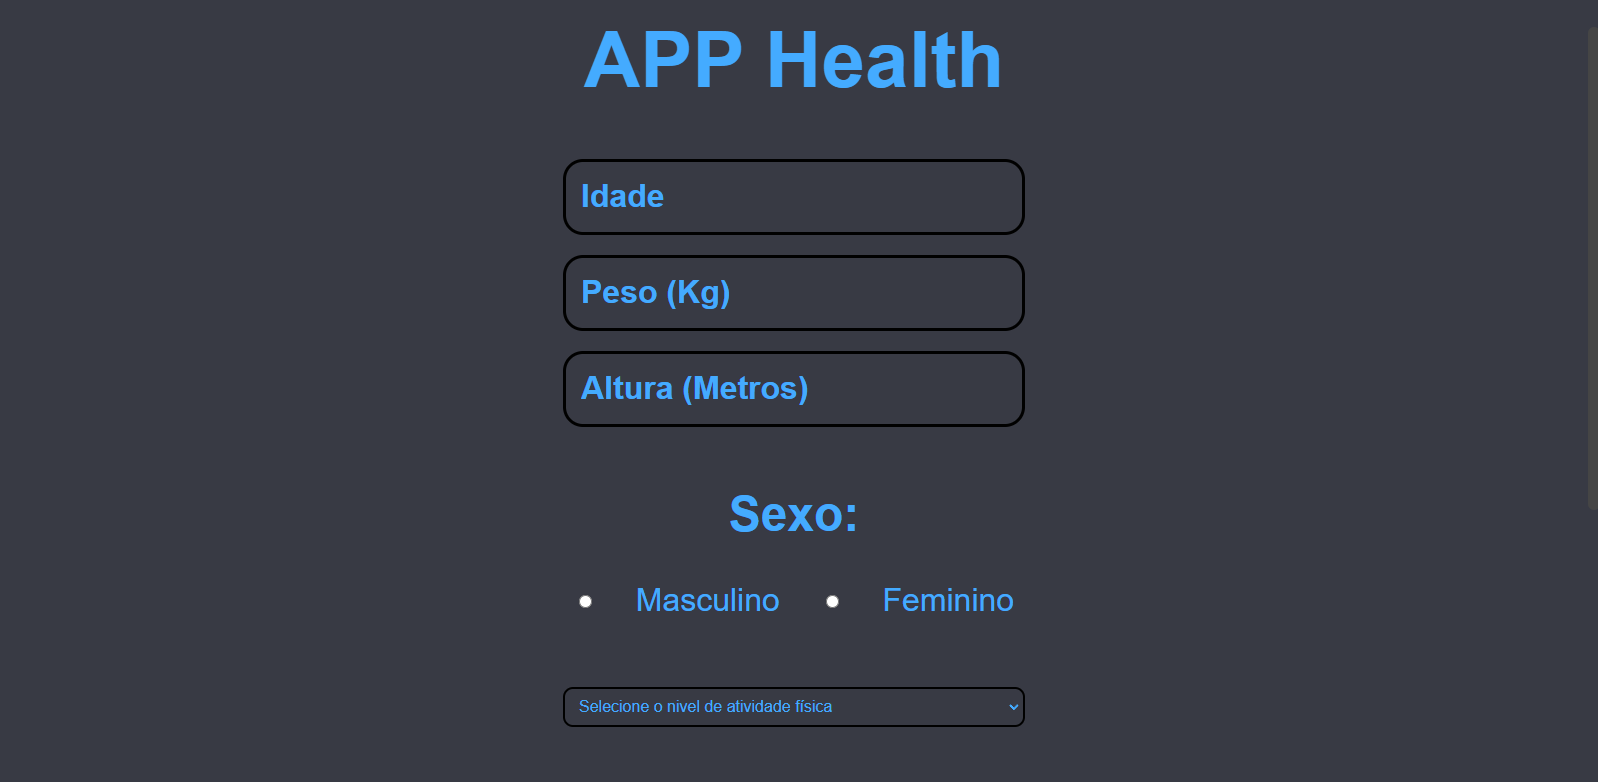 APP Health
Idade
Peso (Kg)
Altura (Metros)
Sexo:
Masculino Feminino
Selecione o nivel de atividade física